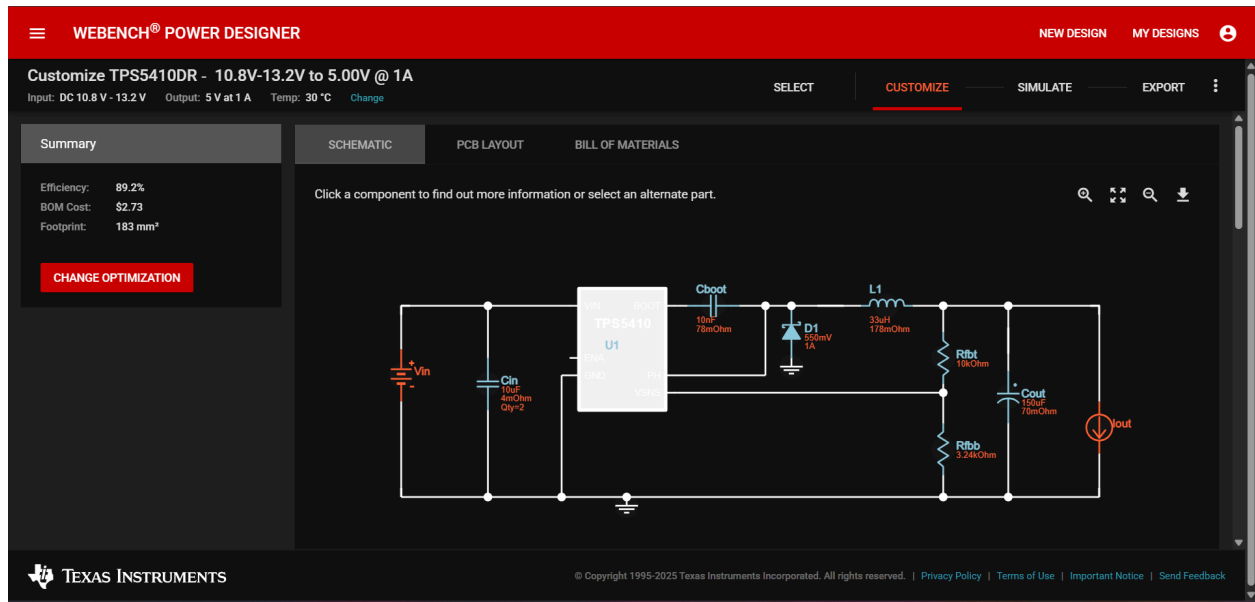 WEBENCH® POWER DESIGNER
NEW DESIGN MY DESIGNS
Customize TPS5410DR - 10.8V-13.2V to 5.00V @ 1A
Input: DC 10.8 V - 13.2 V Output: 5 V at 1 A Temp: 30 °C Change
SELECT CUSTOMIZE SIMULATE EXPORT
Summary
Efficiency: 89.2%
BOM Cost: $2.73
Footprint: 183 mm²
CHANGE OPTIMIZATION
SCHEMATIC PCB LAYOUT BILL OF MATERIALS
Click a component to find out more information or select an alternate part.
Vin
+
-
Cin
10uF
4mOhm
Qty=2
VIN BOOT
TPS5410
U1
ENA
GND PH
VSNS
Cboot
10nF
78mOhm
D1
550mV
1A
L1
33uH
178mOhm
Rfbt
10kOhm
Rfbb
3.24kOhm
Cout
150uF
70mOhm
Iout
TEXAS INSTRUMENTS
© Copyright 1995-2025 Texas Instruments Incorporated. All rights reserved. | Privacy Policy | Terms of Use | Important Notice | Send Feedback